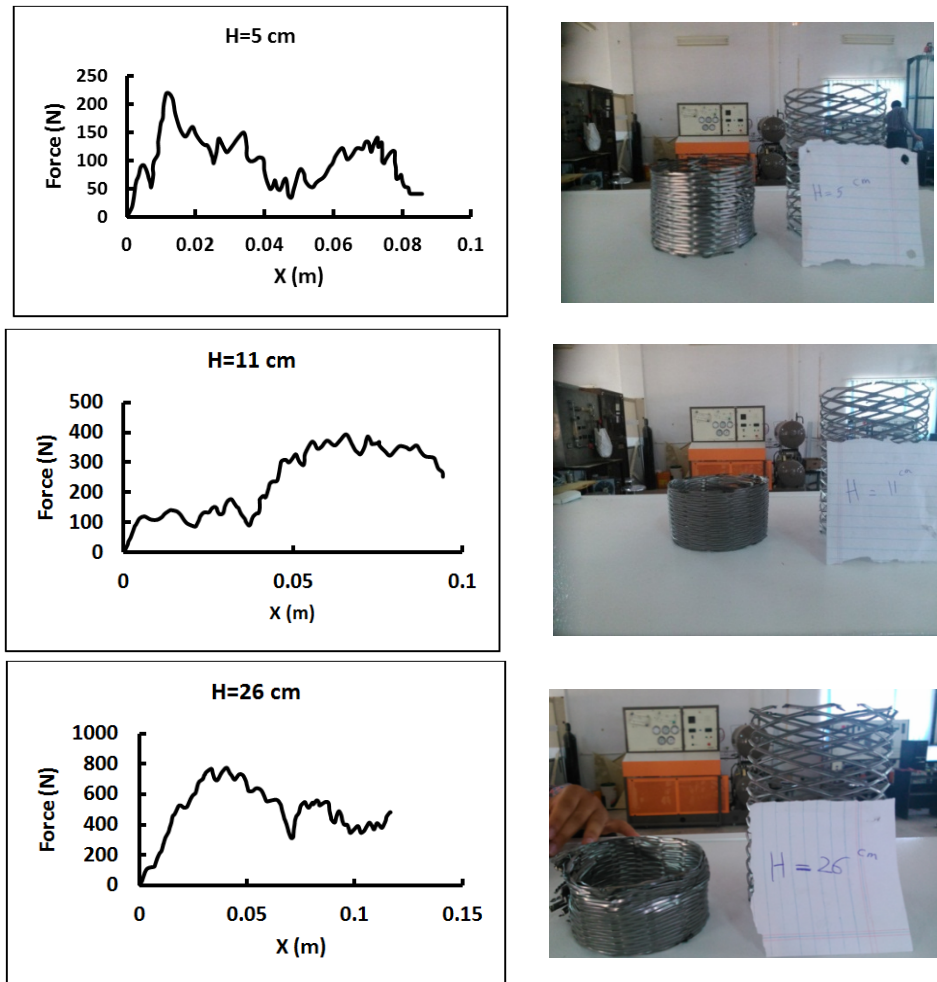 H=5 cm
250
200
150
100
50
0
Force (N)
0 0.02 0.04 0.06 0.08 0.1
X (m)
H=5 cm
H=11 cm
500
400
300
200
100
0
Force (N)
0 0.05 0.1
X (m)
H = 11 cm
H=26 cm
1000
800
600
400
200
0
Force (N)
0 0.05 0.1 0.15
X (m)
H = 26 cm